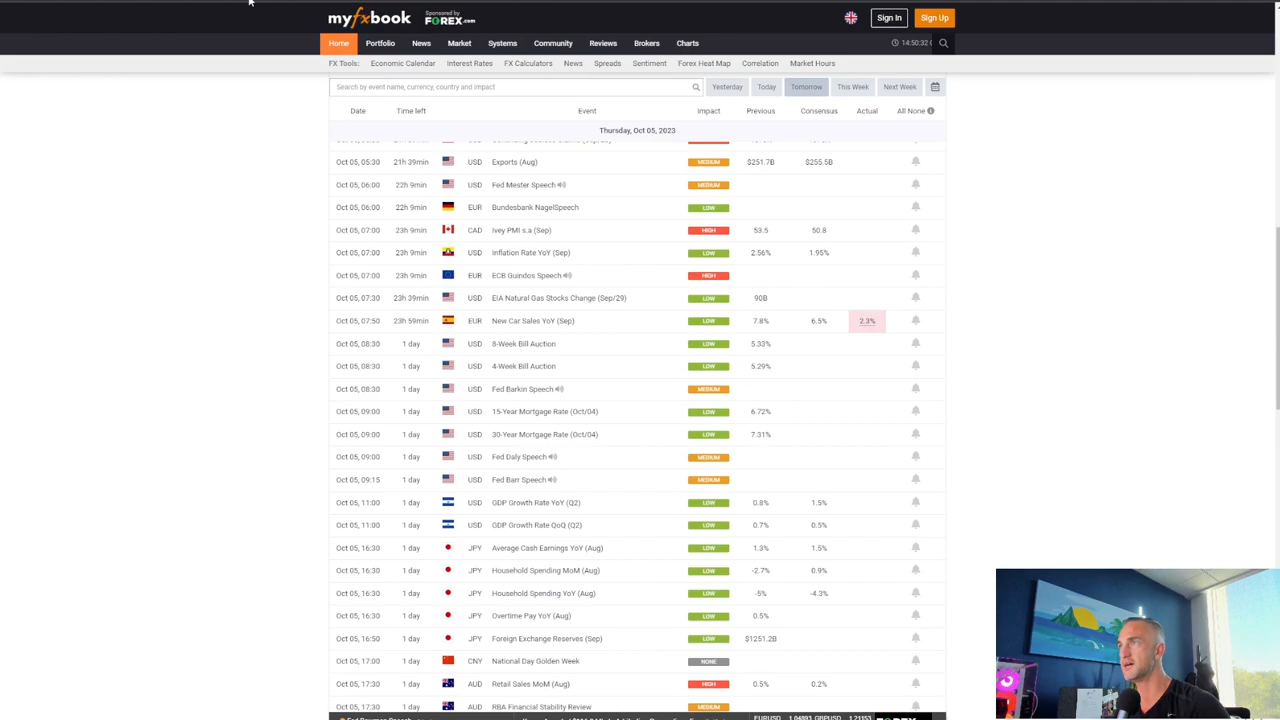 myfxbook Sponsored by FOREX.com Sign In Sign Up
Home Portfolio News Market Systems Community Reviews Brokers Charts 14:50:32
FX Tools: Economic Calendar Interest Rates FX Calculators News Spreads Sentiment Forex Heat Map Correlation Market Hours
Search by event name, currency, country and impact Yesterday Today Tomorrow This Week Next Week
Date Time left Event Impact Previous Consensus Actual All None
Thursday, Oct 05, 2023
Oct 05, 05:30 21h 39min USD Exports (Aug) MEDIUM $251.7B $255.5B
Oct 05, 06:00 22h 9min USD Fed Mester Speech MEDIUM
Oct 05, 06:00 22h 9min EUR Bundesbank NagelSpeech LOW
Oct 05, 07:00 23h 9min CAD Ivey PMI s.a (Sep) HIGH 53.5 50.8
Oct 05, 07:00 23h 9min USD Inflation Rate YoY (Sep) LOW 2.56% 1.95%
Oct 05, 07:00 23h 9min EUR ECB Guindos Speech HIGH
Oct 05, 07:30 23h 39min USD EIA Natural Gas Stocks Change (Sep/29) LOW 90B
Oct 05, 07:50 23h 59min EUR New Car Sales YoY (Sep) LOW 7.8% 6.5% 2.3%
Oct 05, 08:30 1 day USD 8-Week Bill Auction LOW 5.33%
Oct 05, 08:30 1 day USD 4-Week Bill Auction LOW 5.29%
Oct 05, 08:30 1 day USD Fed Barkin Speech MEDIUM
Oct 05, 09:00 1 day USD 15-Year Mortgage Rate (Oct/04) LOW 6.72%
Oct 05, 09:00 1 day USD 30-Year Mortgage Rate (Oct/04) LOW 7.31%
Oct 05, 09:00 1 day USD Fed Daly Speech MEDIUM
Oct 05, 09:15 1 day USD Fed Barr Speech MEDIUM
Oct 05, 11:00 1 day USD GDP Growth Rate YoY (Q2) LOW 0.8% 1.5%
Oct 05, 11:00 1 day USD GDP Growth Rate QoQ (Q2) LOW 0.7% 0.5%
Oct 05, 16:30 1 day JPY Average Cash Earnings YoY (Aug) LOW 1.3% 1.5%
Oct 05, 16:30 1 day JPY Household Spending MoM (Aug) LOW -2.7% 0.9%
Oct 05, 16:30 1 day JPY Household Spending YoY (Aug) LOW -5% -4.3%
Oct 05, 16:30 1 day JPY Overtime Pay YoY (Aug) LOW 0.5%
Oct 05, 16:50 1 day JPY Foreign Exchange Reserves (Sep) LOW $1251.2B
Oct 05, 17:00 1 day CNY National Day Golden Week NONE
Oct 05, 17:30 1 day AUD Retail Sales MoM (Aug) HIGH 0.5% 0.2%
Oct 05, 17:30 1 day AUD RBA Financial Stability Review MEDIUM